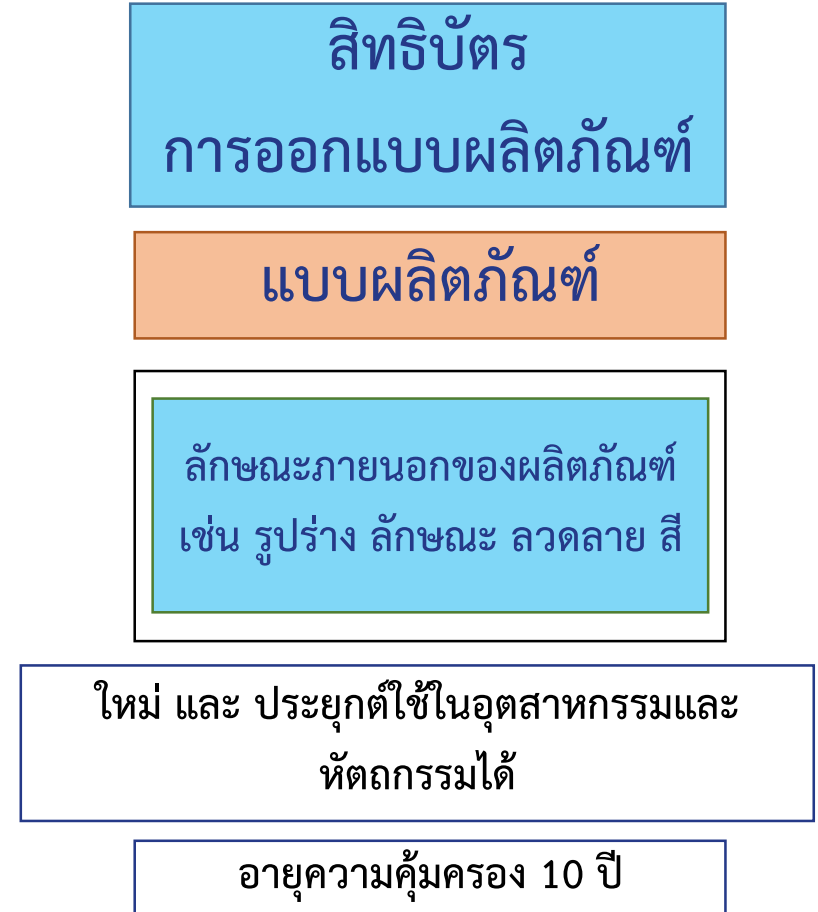 สิทธิบัตร
การออกแบบผลิตภัณฑ์
แบบผลิตภัณฑ์
ลักษณะภายนอกของผลิตภัณฑ์
เช่น รูปร่าง ลักษณะ ลวดลาย สี
ใหม่ และ ประยุกต์ใช้ในอุตสาหกรรมและ
หัตถกรรมได้
อายุความคุ้มครอง 10 ปี